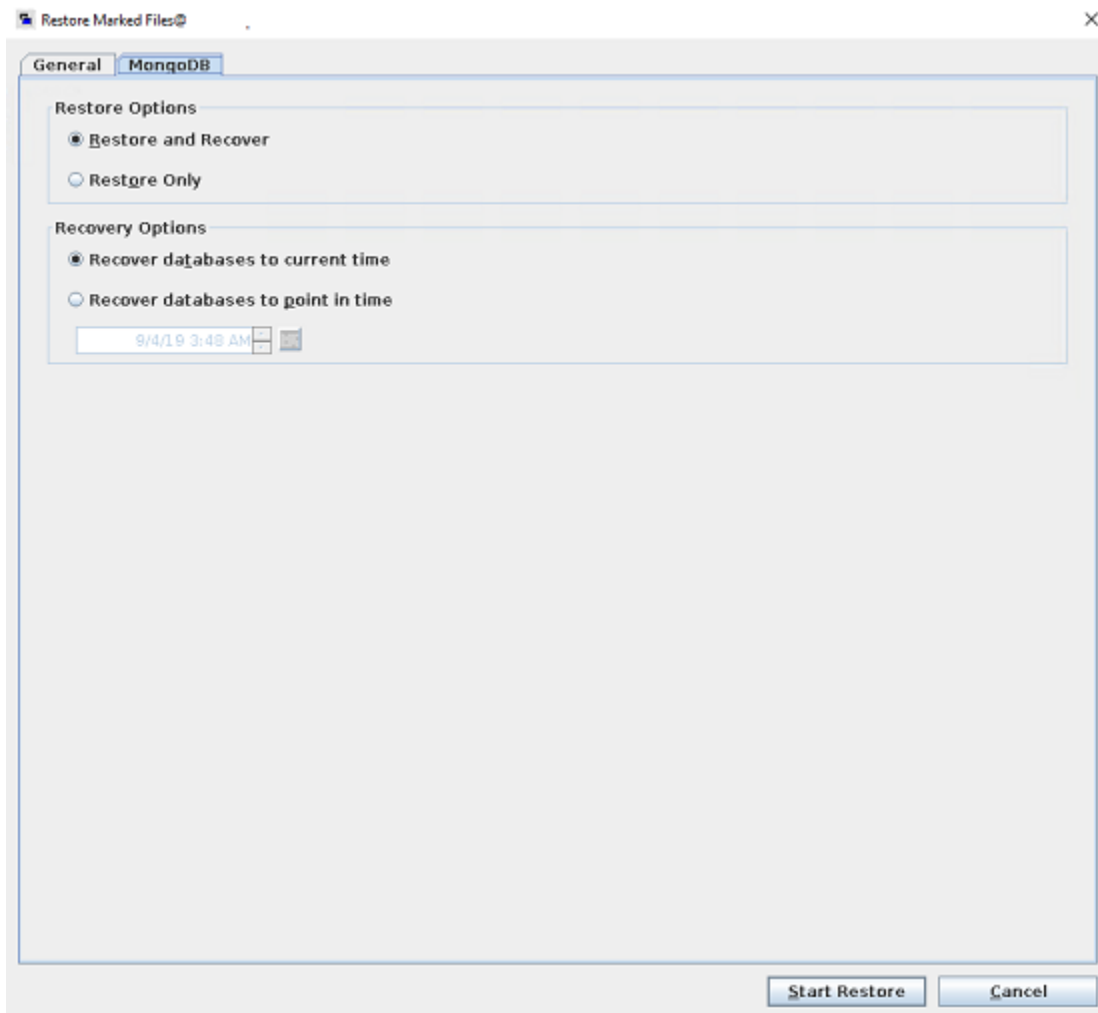 Restore Marked Files@
General MongoDB
Restore Options
Restore and Recover
Restore Only
Recovery Options
Recover databases to current time
Recover databases to point in time
9/4/19 3:48 AM
Start Restore Cancel